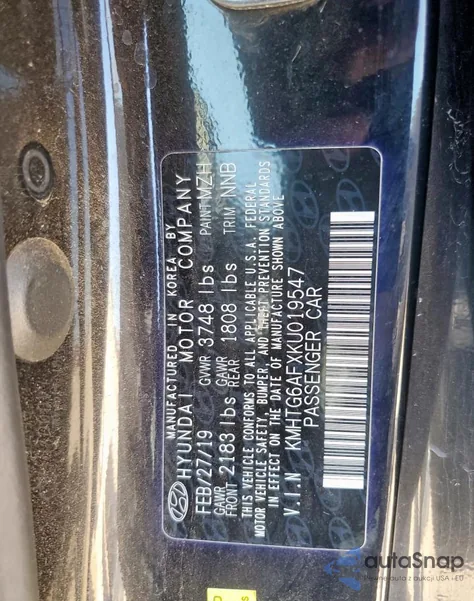 MANUFACTURED IN KOREA BY
HYUNDAI MOTOR COMPANY
FEB/27/19 GVWR 3748 lbs PAINT MZH
GAWR FRONT 2183 lbs GAWR REAR 1808 lbs TRIM NNB
THIS VEHICLE CONFORMS TO ALL APPLICABLE U.S.A. FEDERAL
MOTOR VEHICLE SAFETY, BUMPER, AND THEFT PREVENTION STANDARDS
IN EFFECT ON THE DATE OF MANUFACTURE SHOWN ABOVE
V.I.N KMHTG6AFXKU019547
PASSENGER CAR
autoSnap